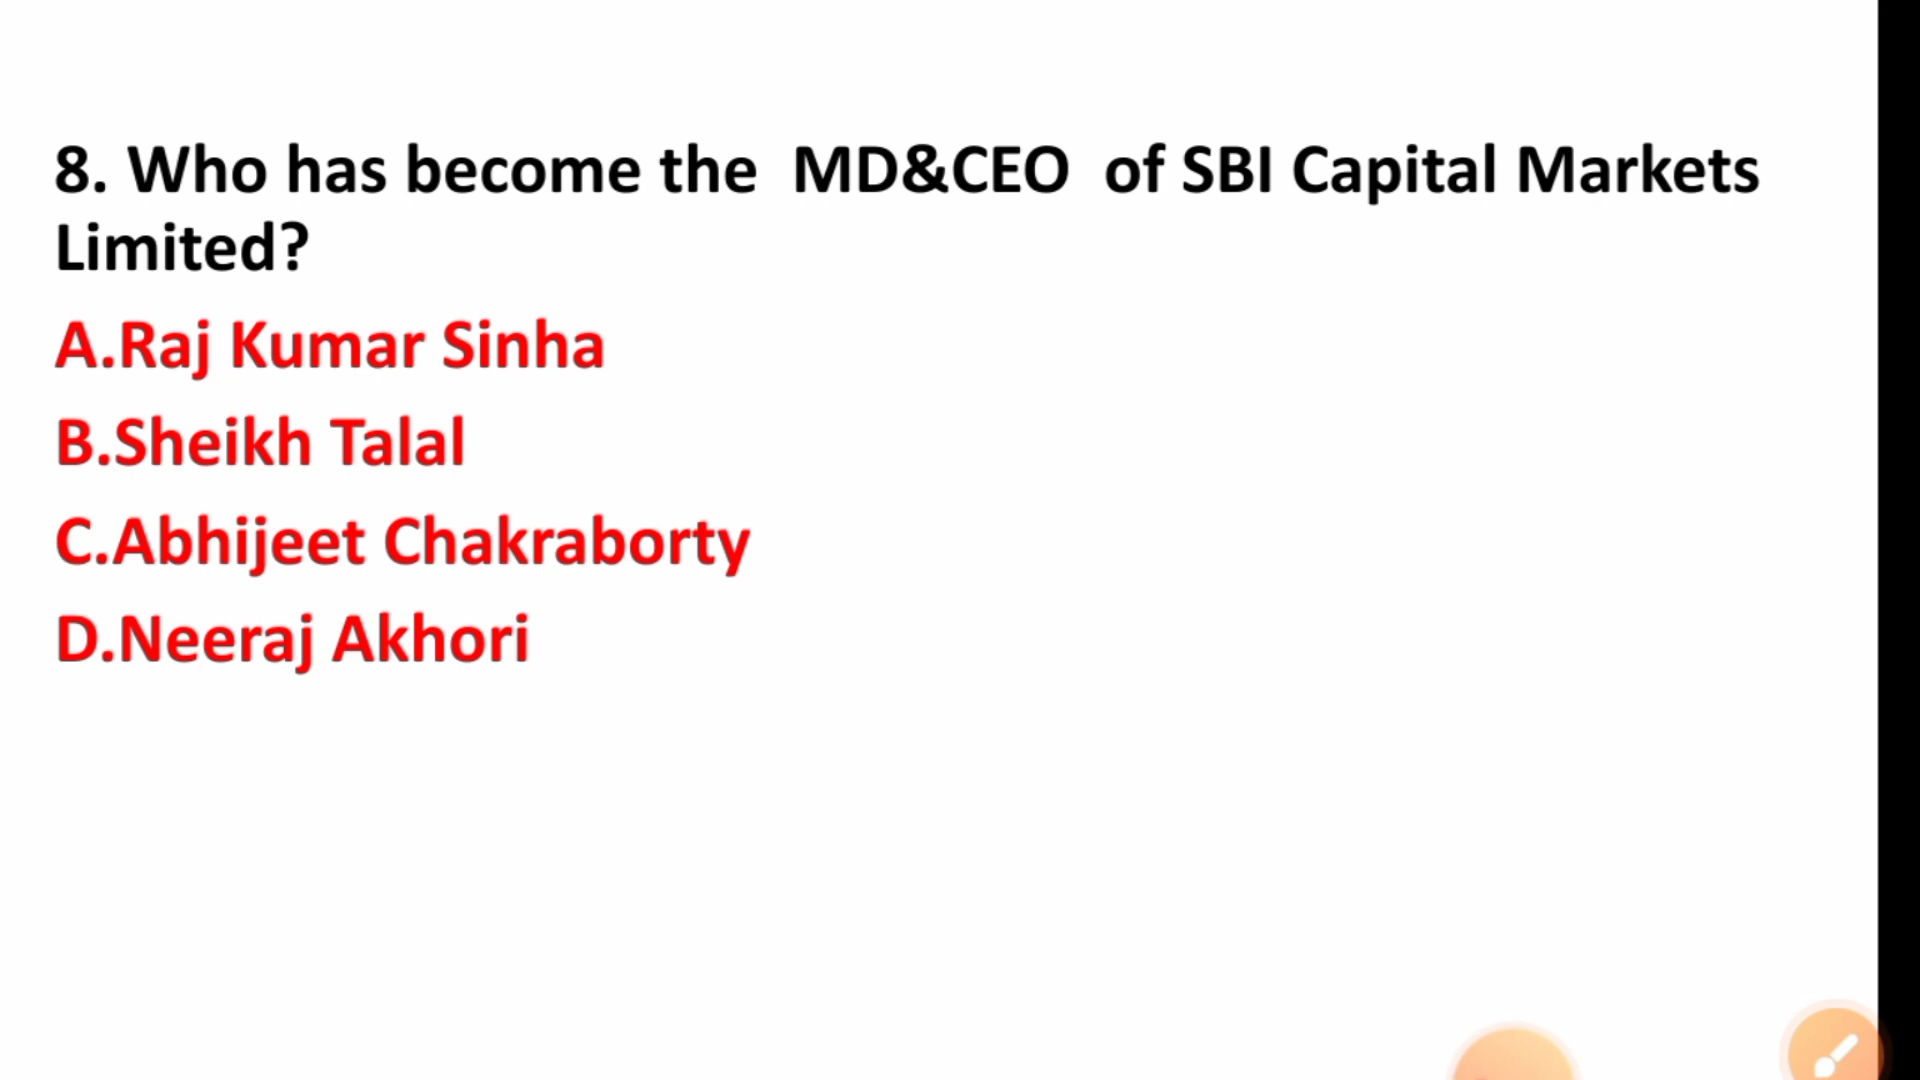 8. Who has become the  MD&CEO  of SBI Capital Markets
Limited?
A.Raj Kumar Sinha
B.Sheikh Talal
C.Abhijeet Chakraborty
D.Neeraj Akhori